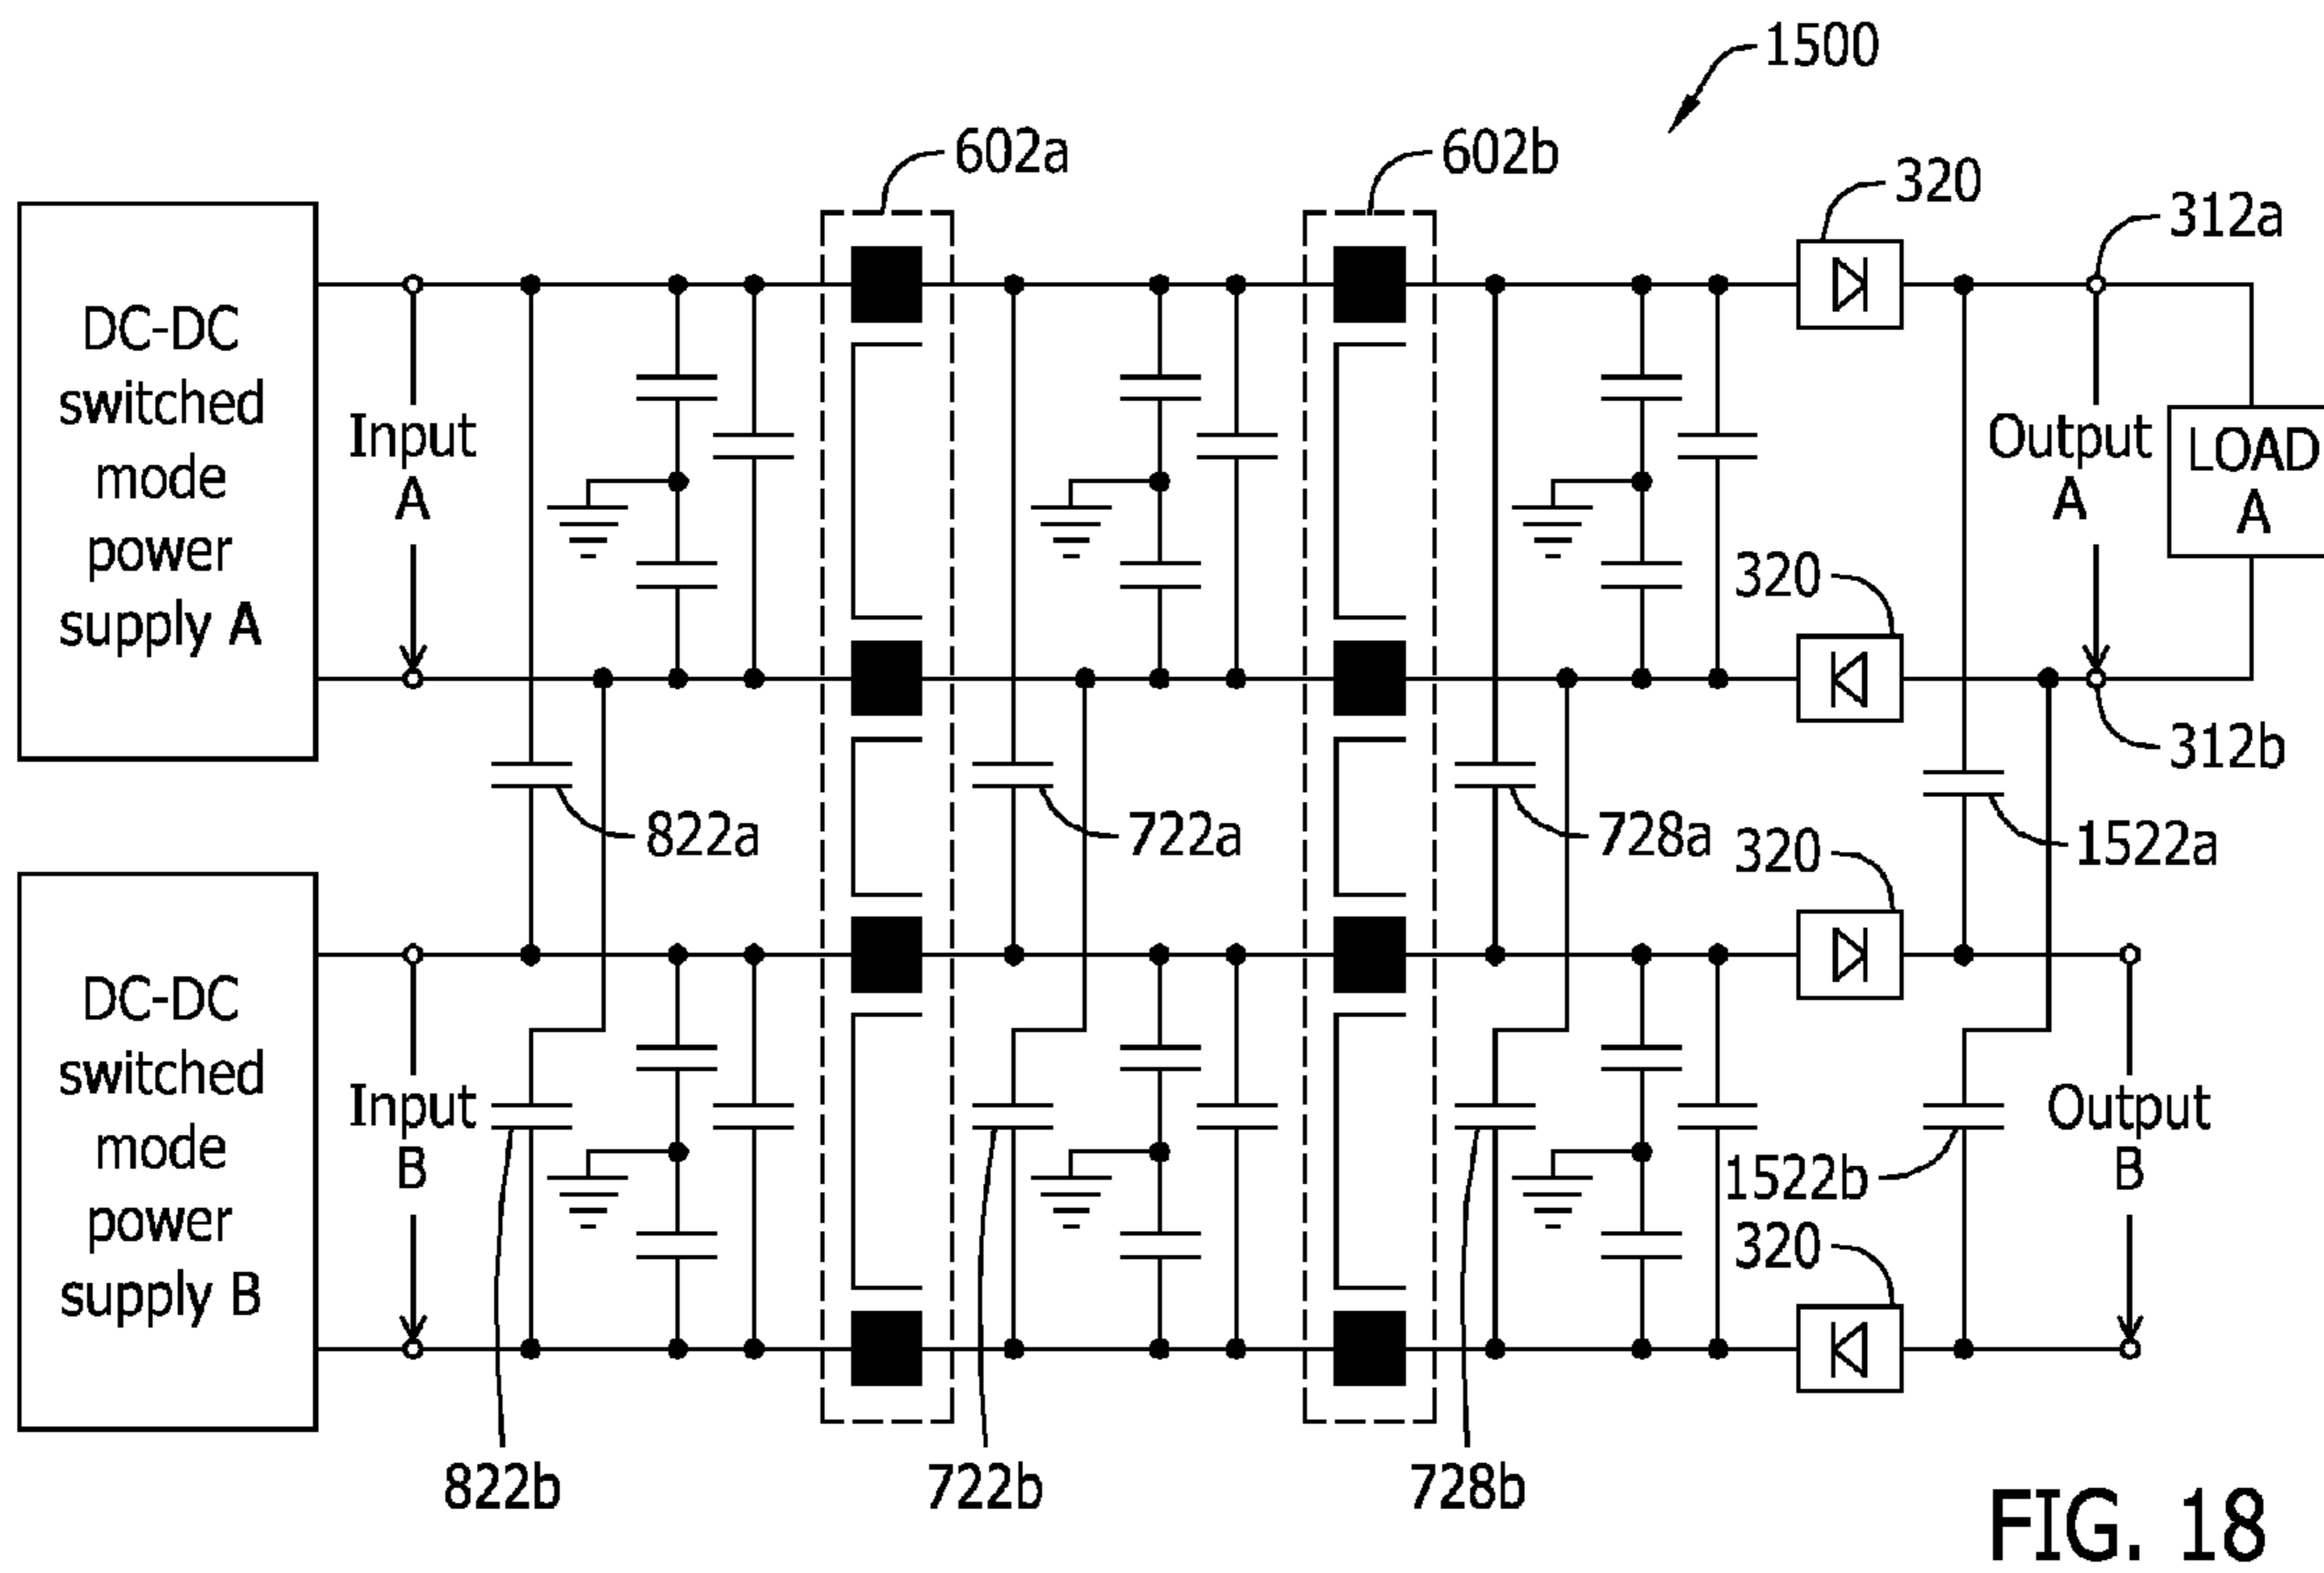 1500
602a
602b
320
312a
DC-DC
switched
mode
power
supply A
Input
A
Output
A
LOAD
A
320
312b
822a
722a
728a
320
1522a
DC-DC
switched
mode
power
supply B
Input
B
1522b
Output
B
320
822b
722b
728b
FIG. 18